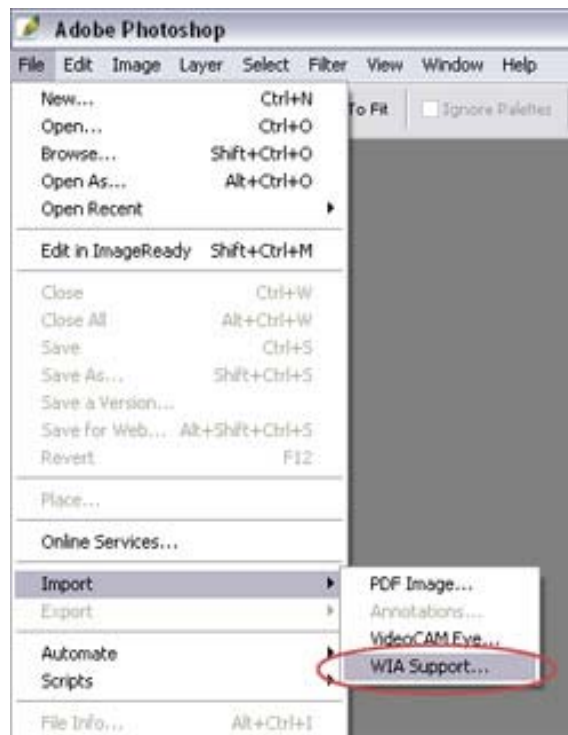 Adobe Photoshop
File Edit Image Layer Select Filter View Window Help
To Fit Ignore Palettes
New... Ctrl+N
Open... Ctrl+O
Browse... Shift+Ctrl+O
Open As... Alt+Ctrl+O
Open Recent
Edit in ImageReady Shift+Ctrl+M
Close Ctrl+W
Close All Alt+Ctrl+W
Save Ctrl+S
Save As... Shift+Ctrl+S
Save a Version...
Save for Web... Alt+Shift+Ctrl+S
Revert F12
Place...
Online Services...
Import
Export
Automate
Scripts
File Info... Alt+Ctrl+I
PDF Image...
Annotations...
VideoCAM Eye...
WIA Support...